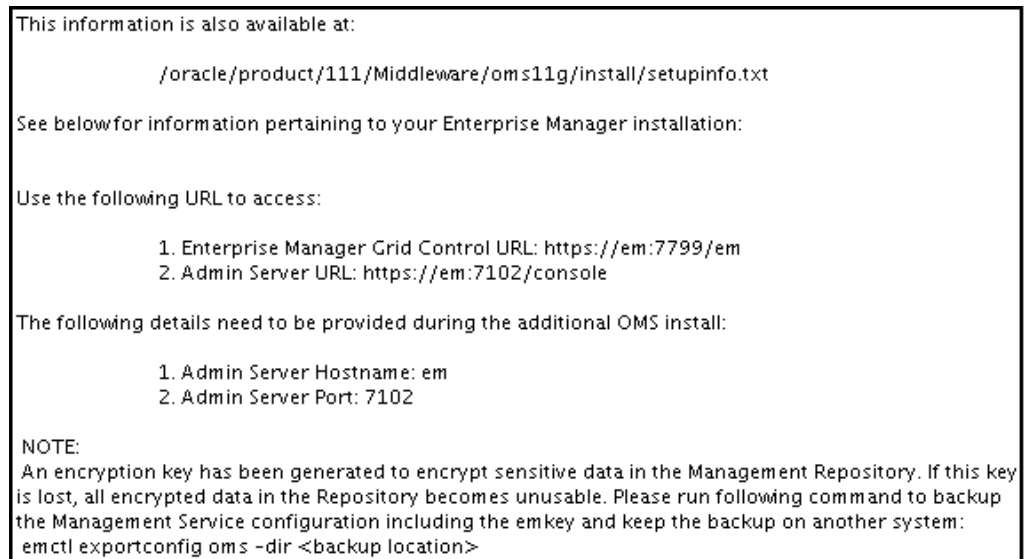 This information is also available at:
/oracle/product/111/Middleware/oms11g/install/setupinfo.txt
See below for information pertaining to your Enterprise Manager installation:
Use the following URL to access:
1. Enterprise Manager Grid Control URL: https://em:7799/em
2. Admin Server URL: https://em:7102/console
The following details need to be provided during the additional OMS install:
1. Admin Server Hostname: em
2. Admin Server Port: 7102
NOTE:
An encryption key has been generated to encrypt sensitive data in the Management Repository. If this key
is lost, all encrypted data in the Repository becomes unusable. Please run following command to backup
the Management Service configuration including the emkey and keep the backup on another system:
emctl exportconfig oms -dir <backup location>